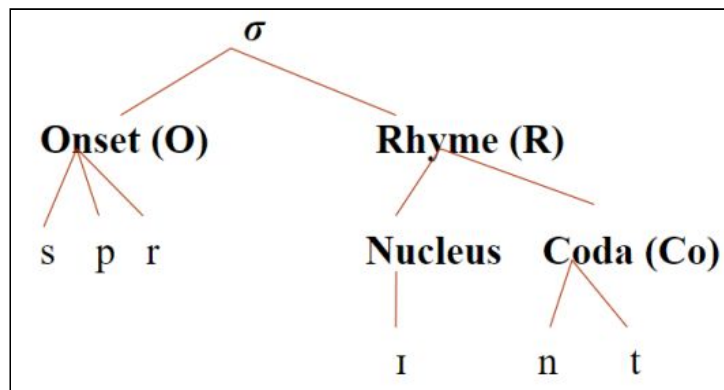 σ
Onset (O) Rhyme (R)
s p r Nucleus Coda (Co)
ɪ n t